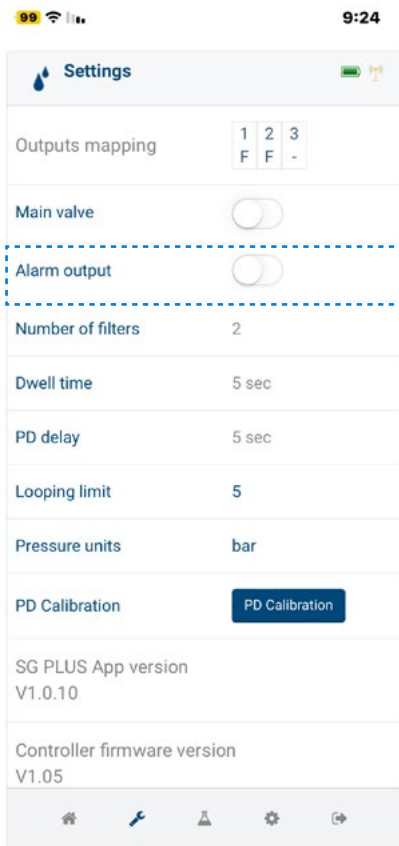 99 9:24
Settings
Outputs mapping
1 2 3
F F -
Main valve
Alarm output
Number of filters 2
Dwell time 5 sec
PD delay 5 sec
Looping limit 5
Pressure units bar
PD Calibration PD Calibration
SG PLUS App version
V1.0.10
Controller firmware version
V1.05